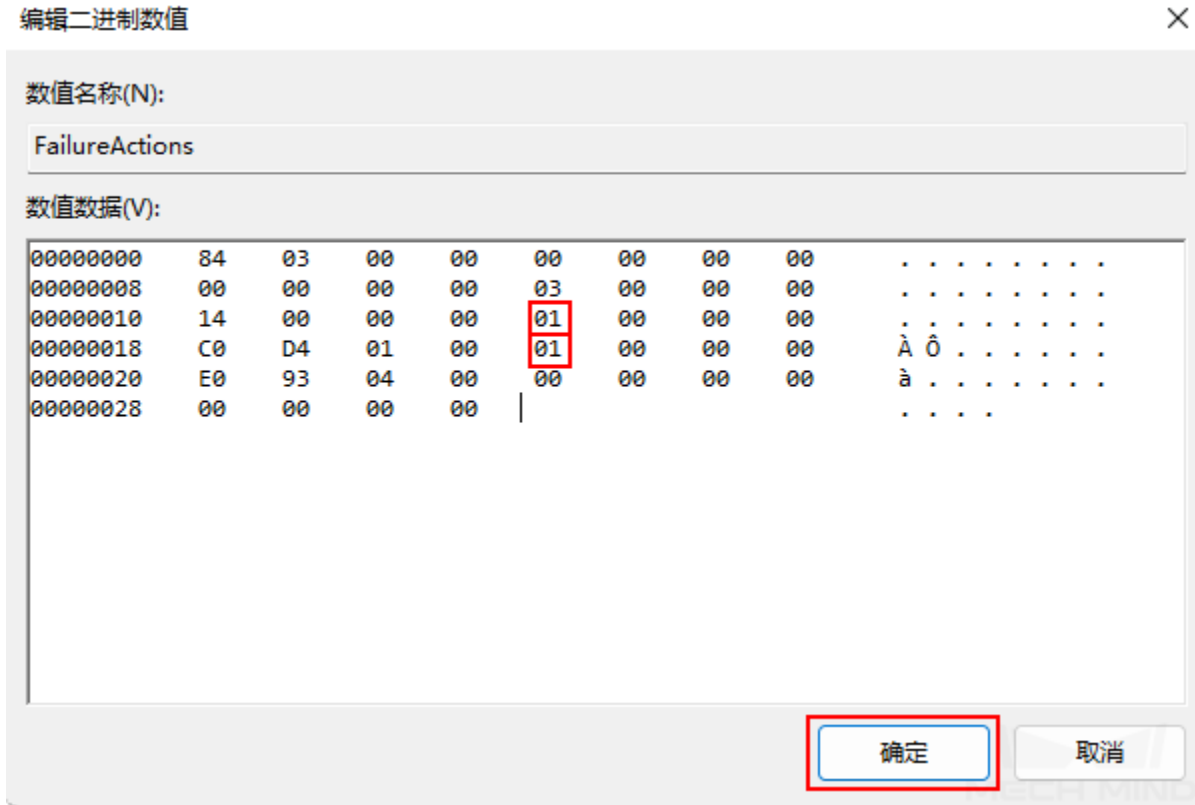 编辑二进制数值
数值名称(N):
FailureActions
数值数据(V):
00000000 84 03 00 00 00 00 00 00 . . . . . . . .
00000008 00 00 00 00 03 00 00 00 . . . . . . . .
00000010 14 00 00 00 01 00 00 00 . . . . . . . .
00000018 C0 D4 01 00 01 00 00 00 À Ô . . . . . .
00000020 E0 93 04 00 00 00 00 00 à . . . . . . .
00000028 00 00 00 00 . . . .
确定 取消
MECH MIND